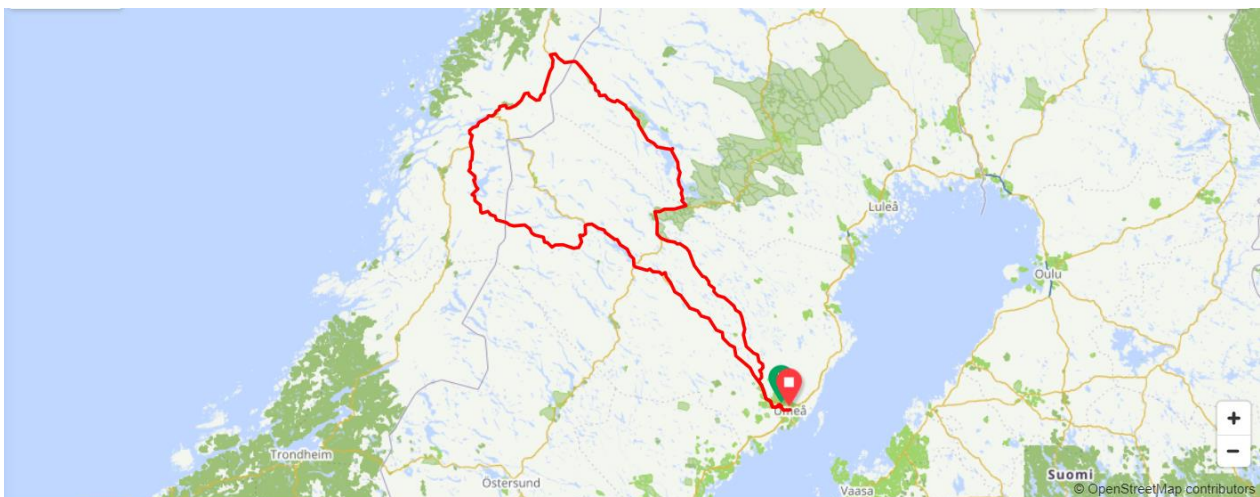 Luleå
Oulu
Umeå
Trondheim
Östersund
Vaasa
Suomi
+
−
© OpenStreetMap contributors